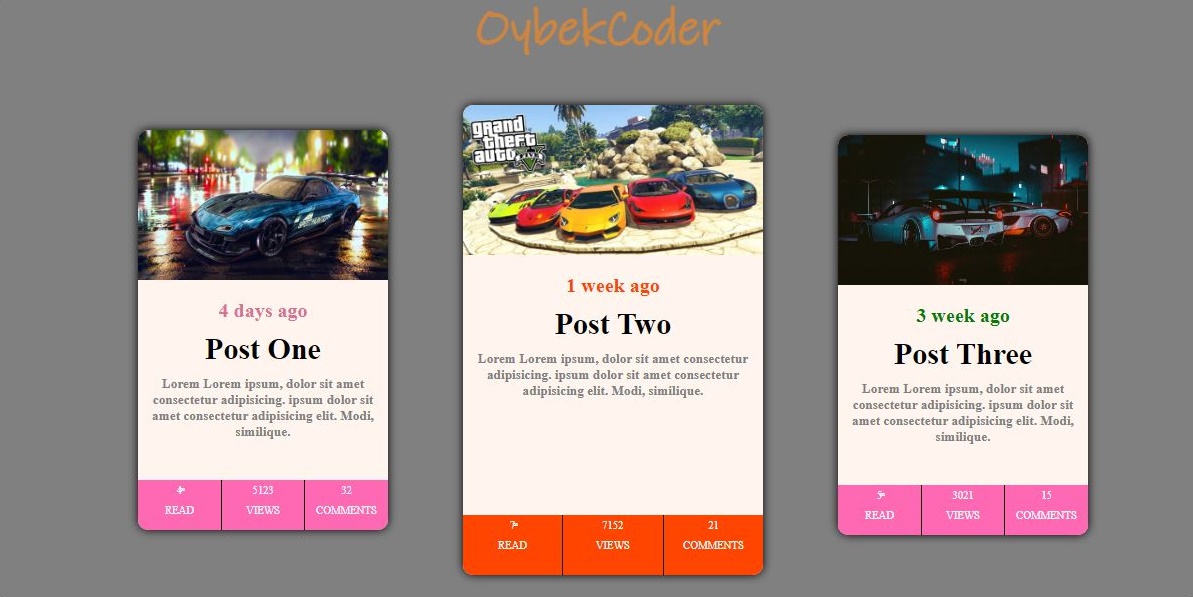 OybekCoder
4 days ago
Post One
Lorem Lorem ipsum, dolor sit amet
consectetur adipisicing. ipsum dolor sit
amet consectetur adipisicing elit. Modi,
similique.
4m
READ
5123
VIEWS
32
COMMENTS
grand
theft
auto V
1 week ago
Post Two
Lorem Lorem ipsum, dolor sit amet consectetur
adipisicing. ipsum dolor sit amet consectetur
adipisicing elit. Modi, similique.
7m
READ
7152
VIEWS
21
COMMENTS
3 week ago
Post Three
Lorem Lorem ipsum, dolor sit amet
consectetur adipisicing. ipsum dolor sit
amet consectetur adipisicing elit. Modi,
similique.
5m
READ
3021
VIEWS
15
COMMENTS